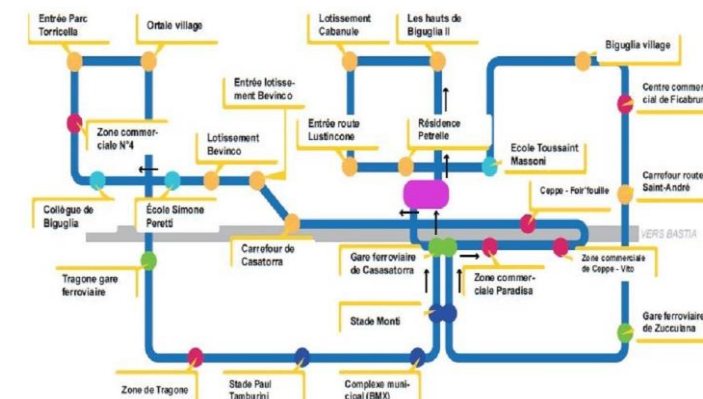 Entrée Parc
Torricella
Ortale village
Lotissement
Cabanule
Les hauts de
Biguglia II
Biguglia village
Entrée lotisse-
ment Bevinco
Centre commer-
cial de Ficabrun
Zone commer-
ciale N°4
Lotissement
Bevinco
Entrée route
Lustincone
Résidence
Petrelle
Ecole Toussaint
Massoni
Collègue de
Biguglia
École Simone
Peretti
Ceppe - Foir'fouille
Carrefour route
Saint-André
VERS BASTIA
Carrefour de
Casatorra
Gare ferroviaire
de Casasatorra
Zone commerciale
de Ceppe - Vito
Tragone gare
ferroviaire
Zone commer-
ciale Paradisa
Stade Monti
Gare ferroviaire
de Zucculana
Zone de Tragone
Stade Paul
Tamburini
Complexe muni-
cipal (BMX)